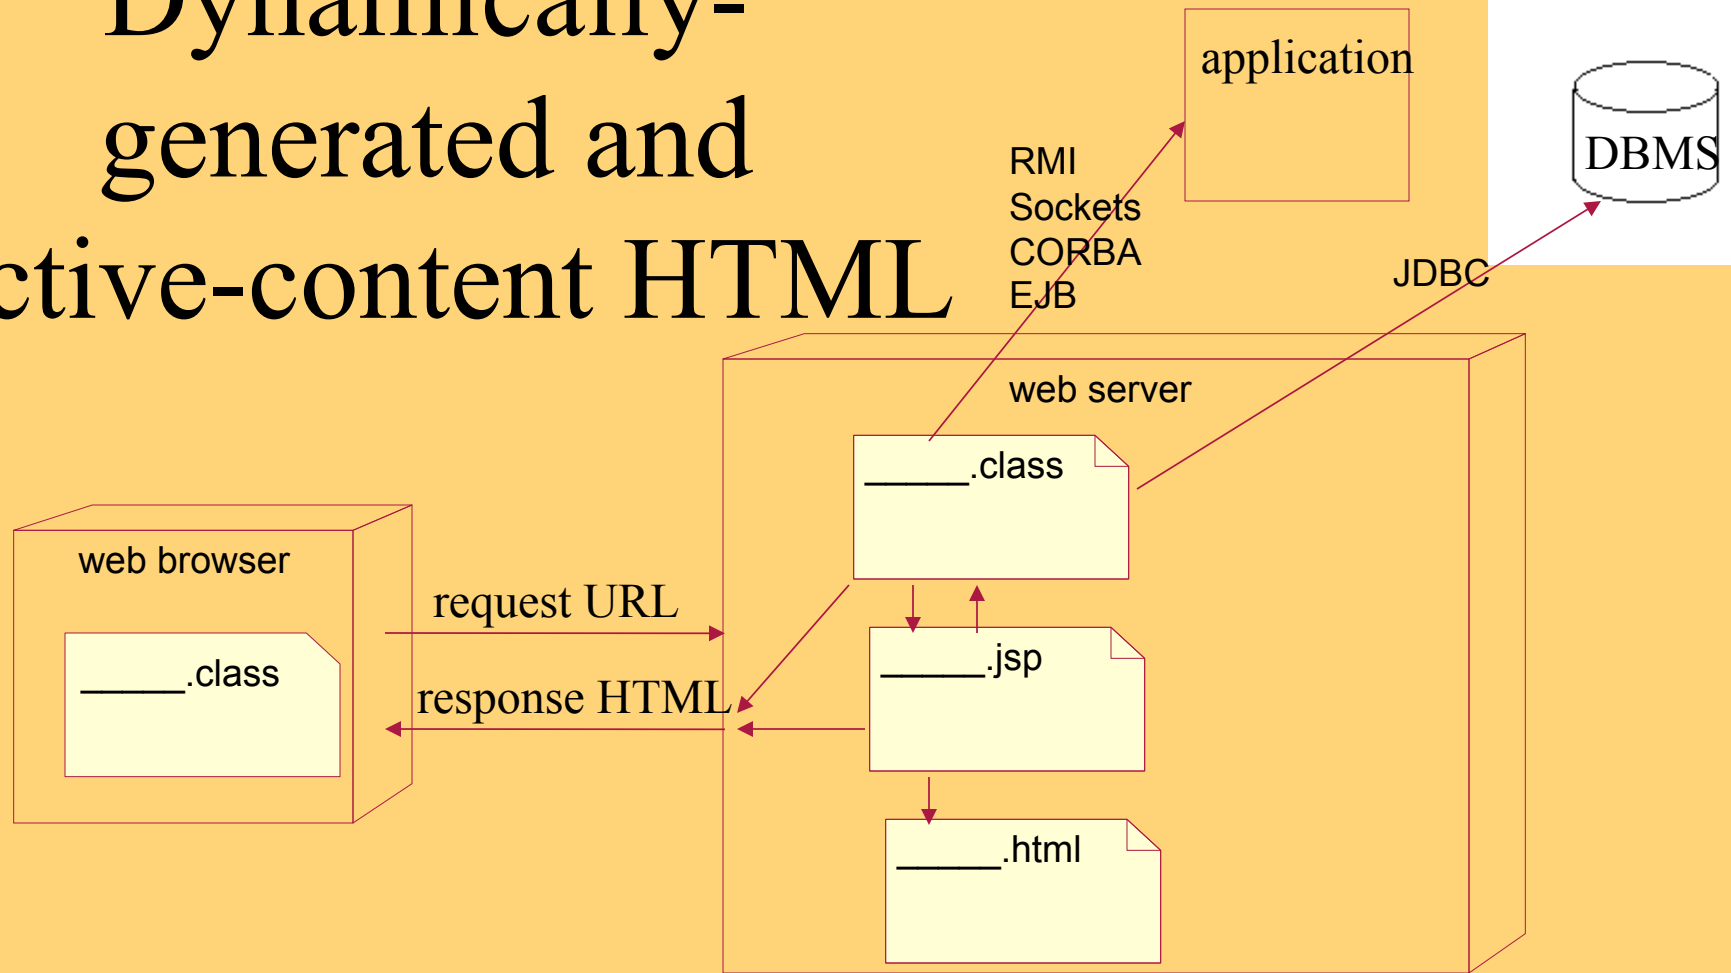 Dynamically-
generated and
ctive-content HTML
application
DBMS
RMI
Sockets
CORBA
EJB
JDBC
web server
_____.class
web browser
request URL
_____.class
_____.jsp
response HTML
_____.html